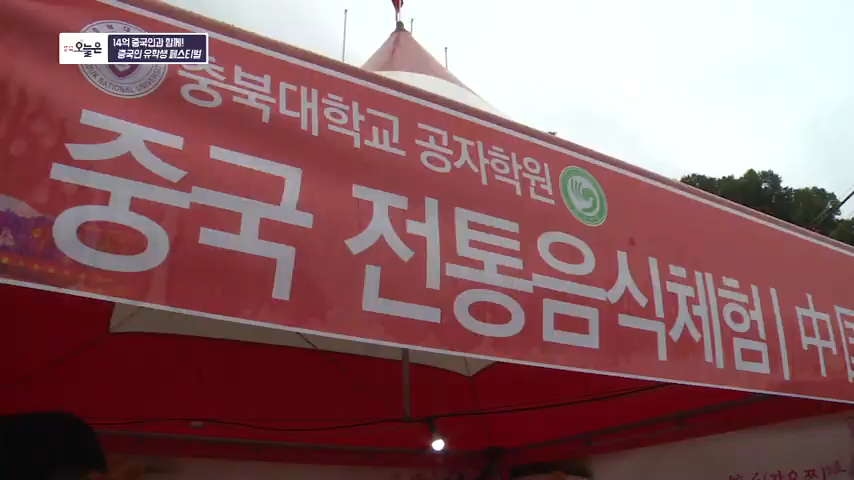 오늘은
14억 중국인과 함께!
중국인 유학생 페스티벌
충북대학교 공자학원
중국 전통음식체험 | 中国